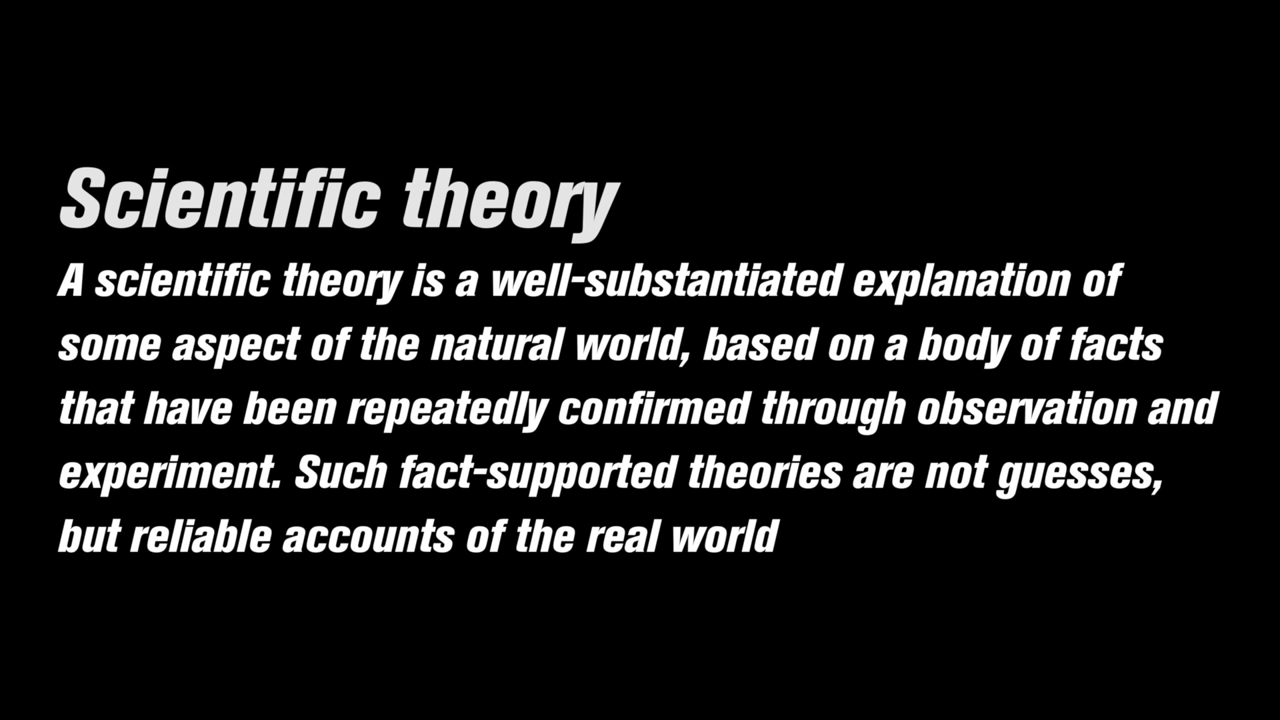 Scientific theory
A scientific theory is a well-substantiated explanation of
some aspect of the natural world, based on a body of facts
that have been repeatedly confirmed through observation and
experiment. Such fact-supported theories are not guesses,
but reliable accounts of the real world